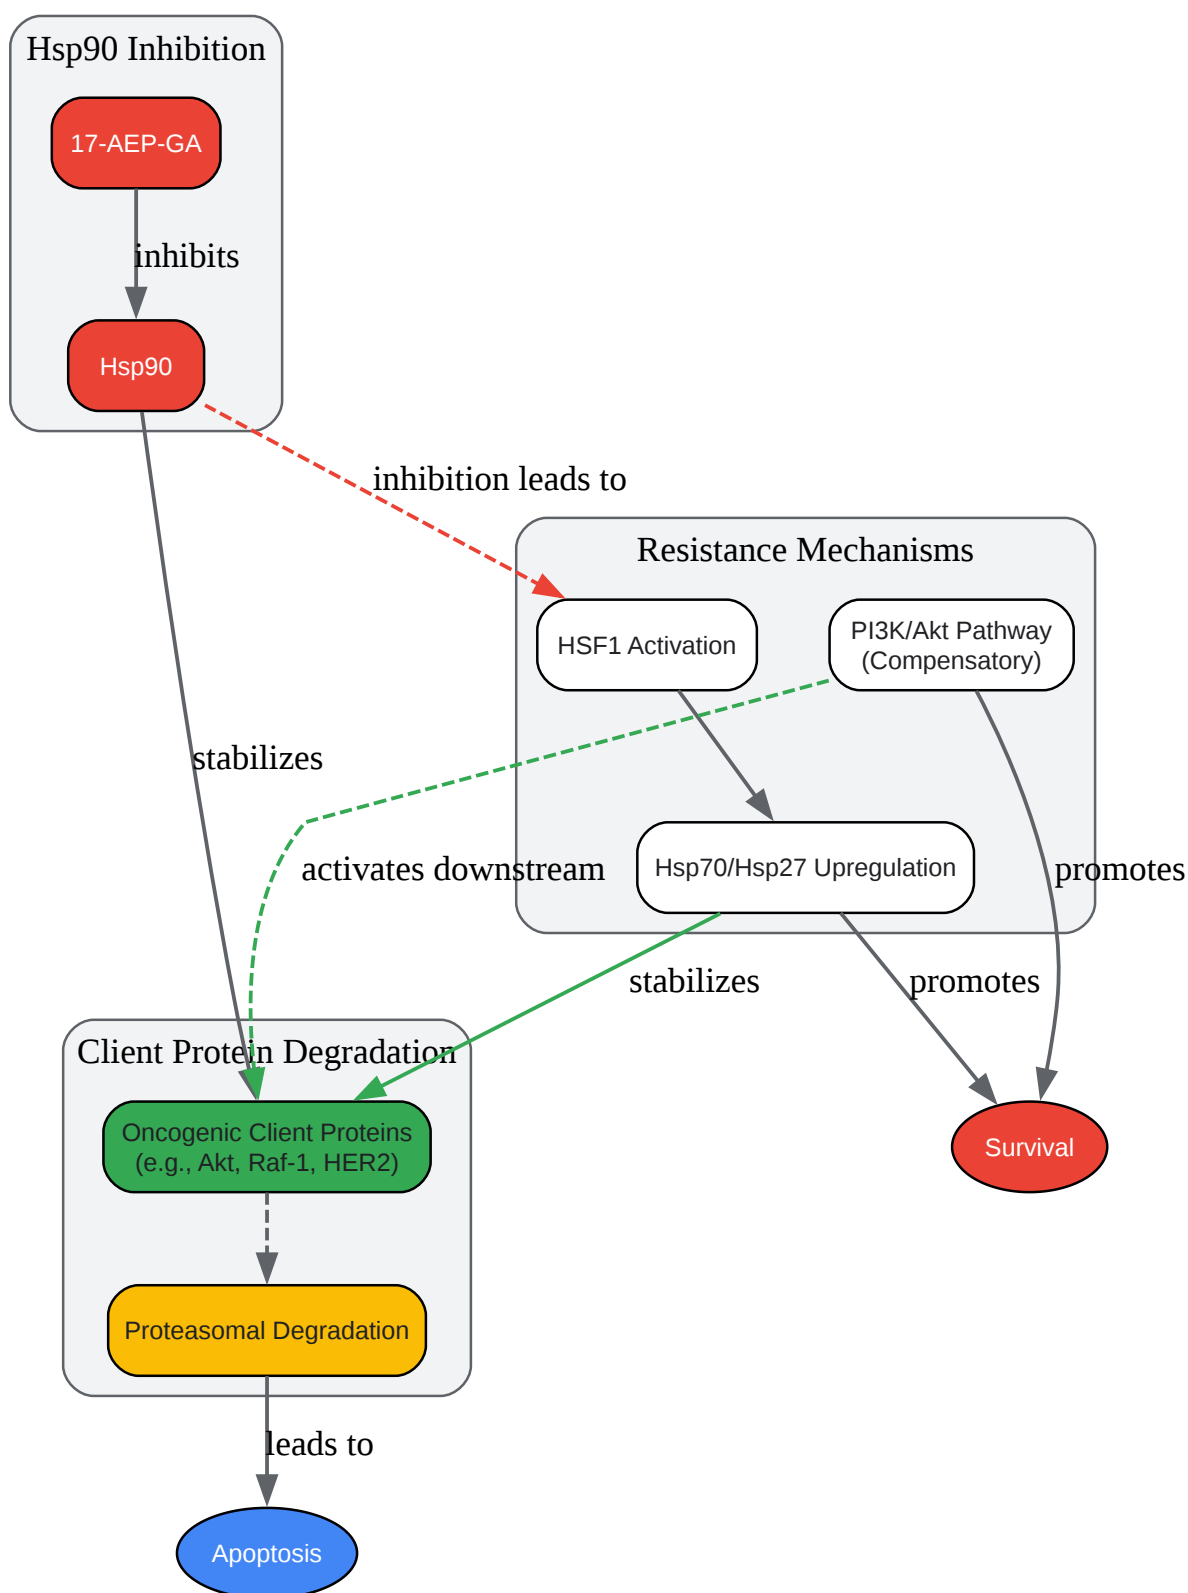 Hsp90 Inhibition
17-AEP-GA
inhibits
Hsp90
inhibition leads to
Resistance Mechanisms
HSF1 Activation
PI3K/Akt Pathway
(Compensatory)
stabilizes
activates downstream
Hsp70/Hsp27 Upregulation
promotes
stabilizes
promotes
Client Protein Degradation
Oncogenic Client Proteins
(e.g., Akt, Raf-1, HER2)
Survival
Proteasomal Degradation
leads to
Apoptosis